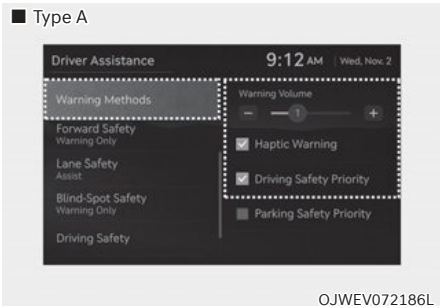 ■ Type A
Driver Assistance
9:12 AM
Wed, Nov. 2
Warning Methods
Forward Safety
Warning Only
Lane Safety
Assist
Blind-Spot Safety
Warning Only
Driving Safety
Warning Volume
− 1 +
Haptic Warning
Driving Safety Priority
Parking Safety Priority
OJWEV072186L